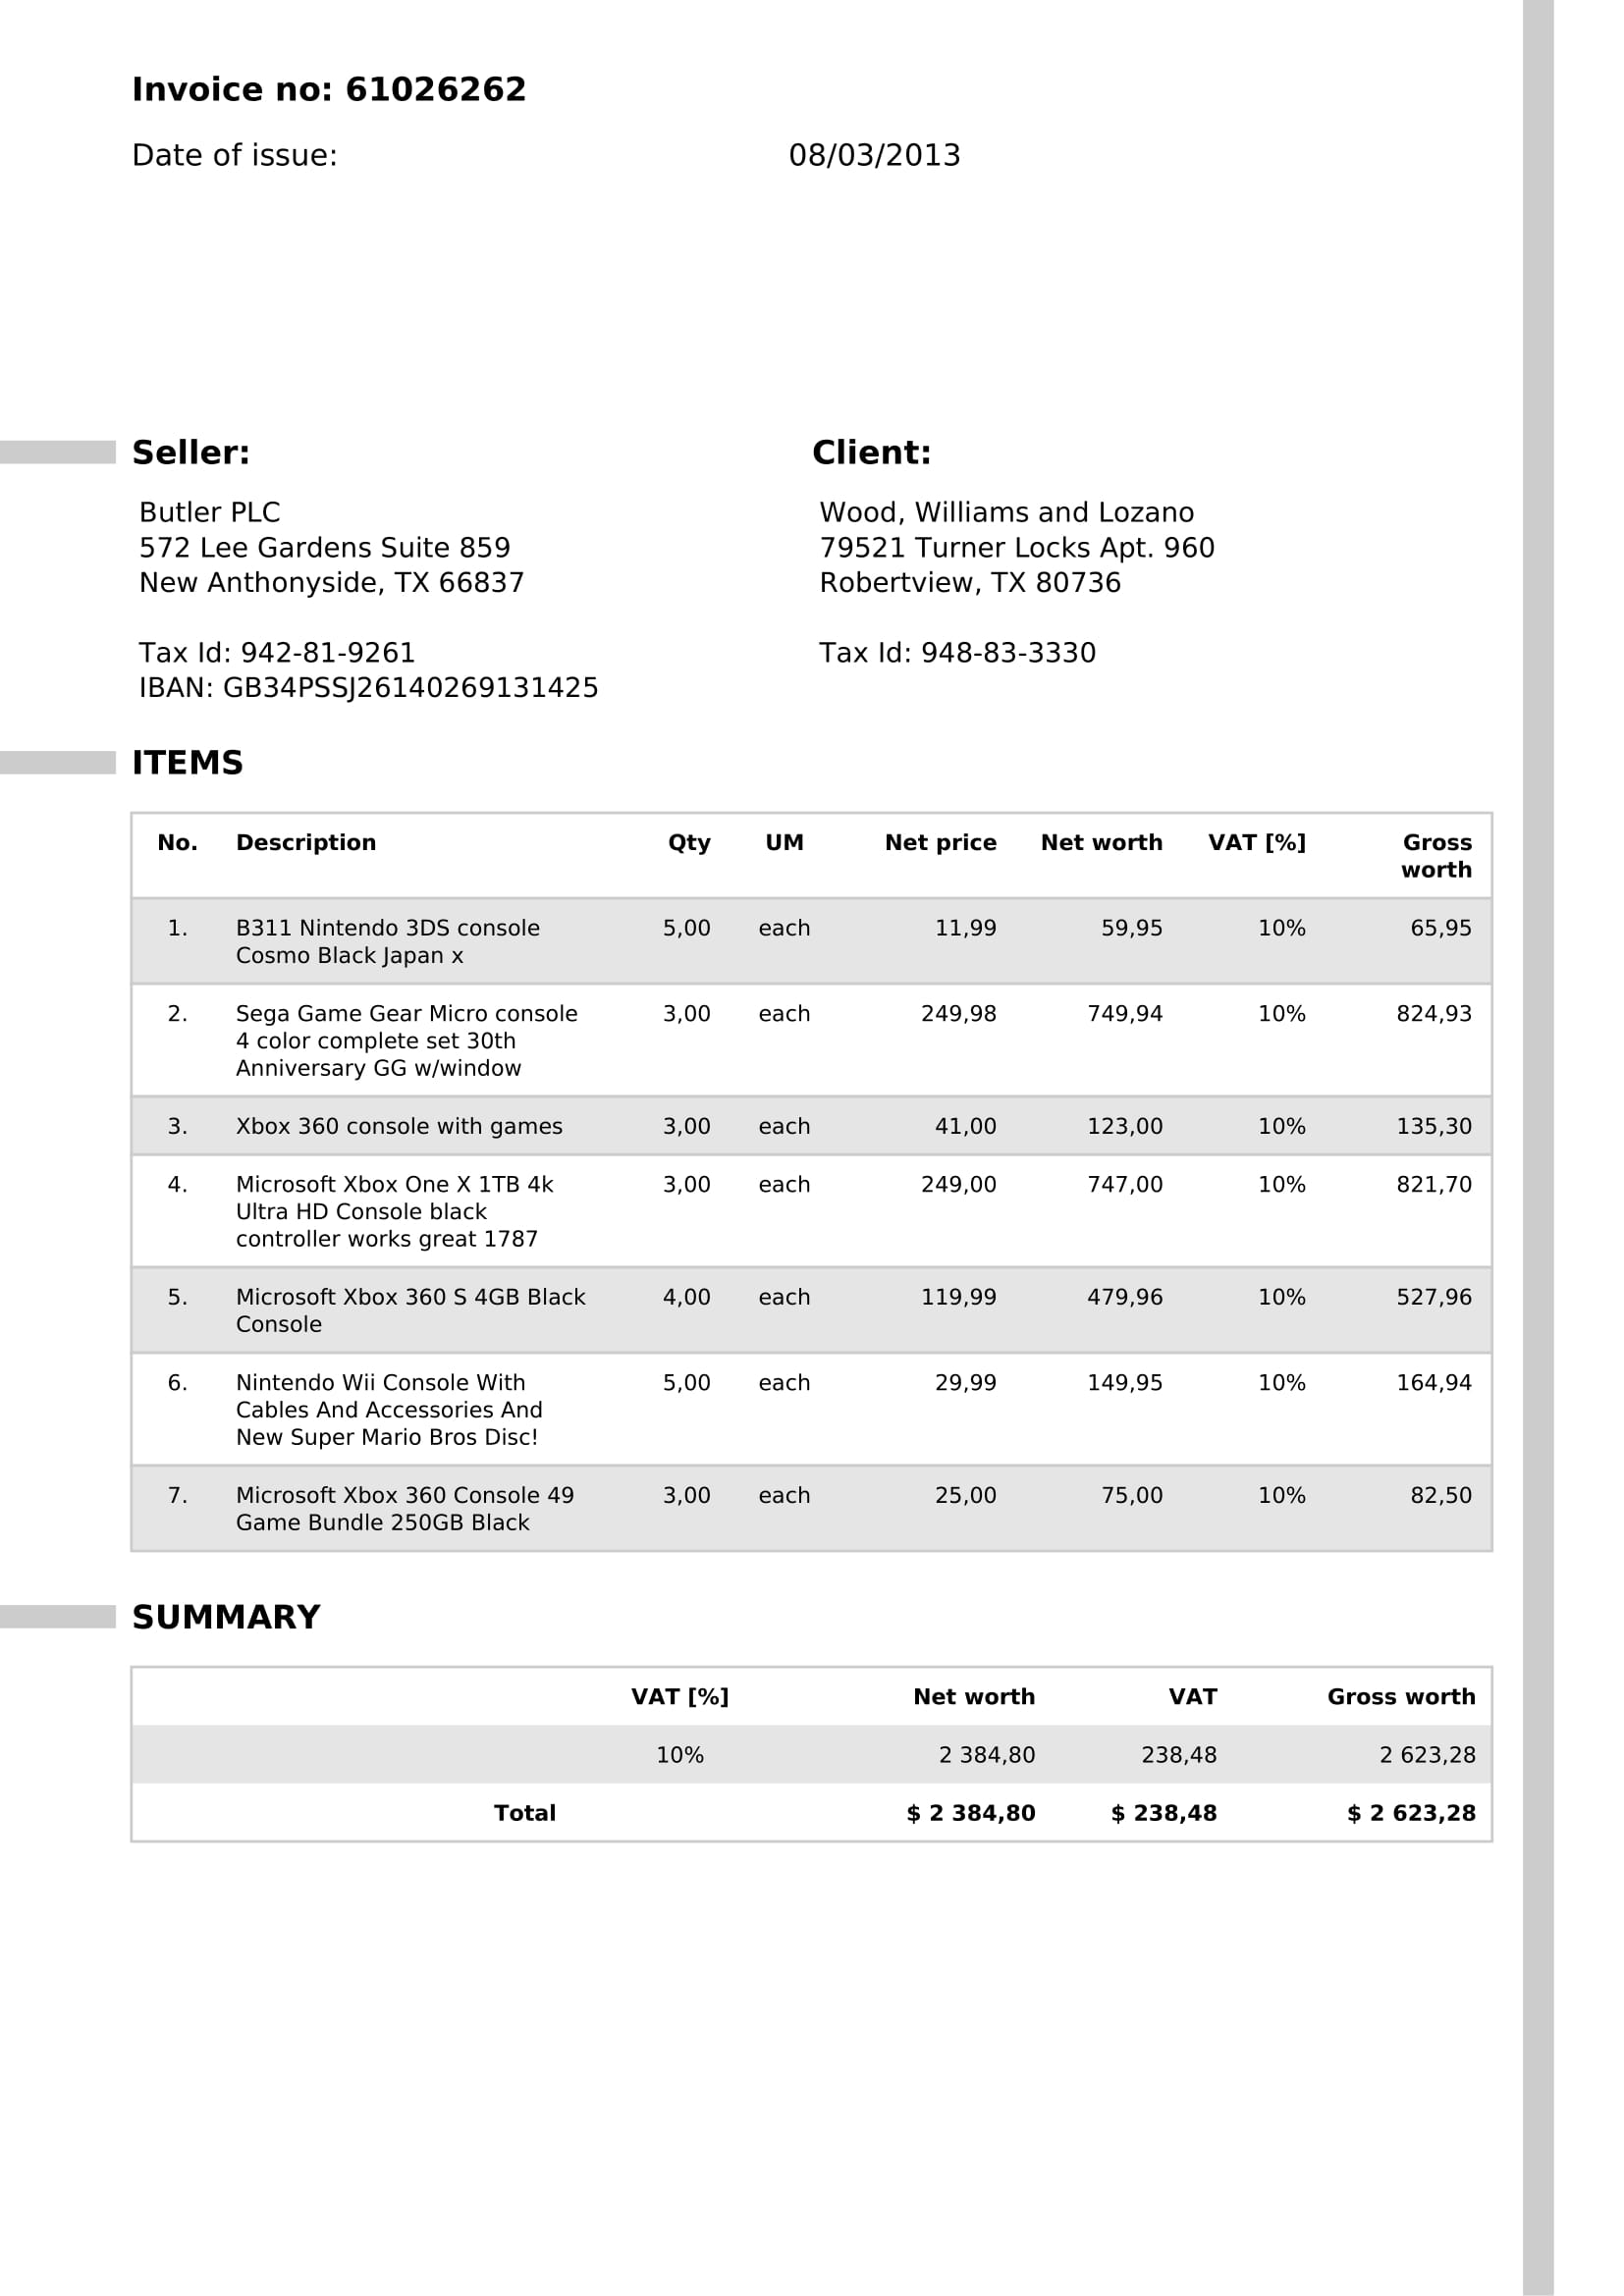 Invoice no: 61026262
Date of issue: 08/03/2013
Seller:
Butler PLC
572 Lee Gardens Suite 859
New Anthonyside, TX 66837
Tax Id: 942-81-9261
IBAN: GB34PSSJ26140269131425
Client:
Wood, Williams and Lozano
79521 Turner Locks Apt. 960
Robertview, TX 80736
Tax Id: 948-83-3330
ITEMS
No. Description Qty UM Net price Net worth VAT [%] Gross
worth
1. B311 Nintendo 3DS console 5,00 each 11,99 59,95 10% 65,95
Cosmo Black Japan x
2. Sega Game Gear Micro console 3,00 each 249,98 749,94 10% 824,93
4 color complete set 30th
Anniversary GG w/window
3. Xbox 360 console with games 3,00 each 41,00 123,00 10% 135,30
4. Microsoft Xbox One X 1TB 4k 3,00 each 249,00 747,00 10% 821,70
Ultra HD Console black
controller works great 1787
5. Microsoft Xbox 360 S 4GB Black 4,00 each 119,99 479,96 10% 527,96
Console
6. Nintendo Wii Console With 5,00 each 29,99 149,95 10% 164,94
Cables And Accessories And
New Super Mario Bros Disc!
7. Microsoft Xbox 360 Console 49 3,00 each 25,00 75,00 10% 82,50
Game Bundle 250GB Black
SUMMARY
VAT [%] Net worth VAT Gross worth
10% 2 384,80 238,48 2 623,28
Total $ 2 384,80 $ 238,48 $ 2 623,28